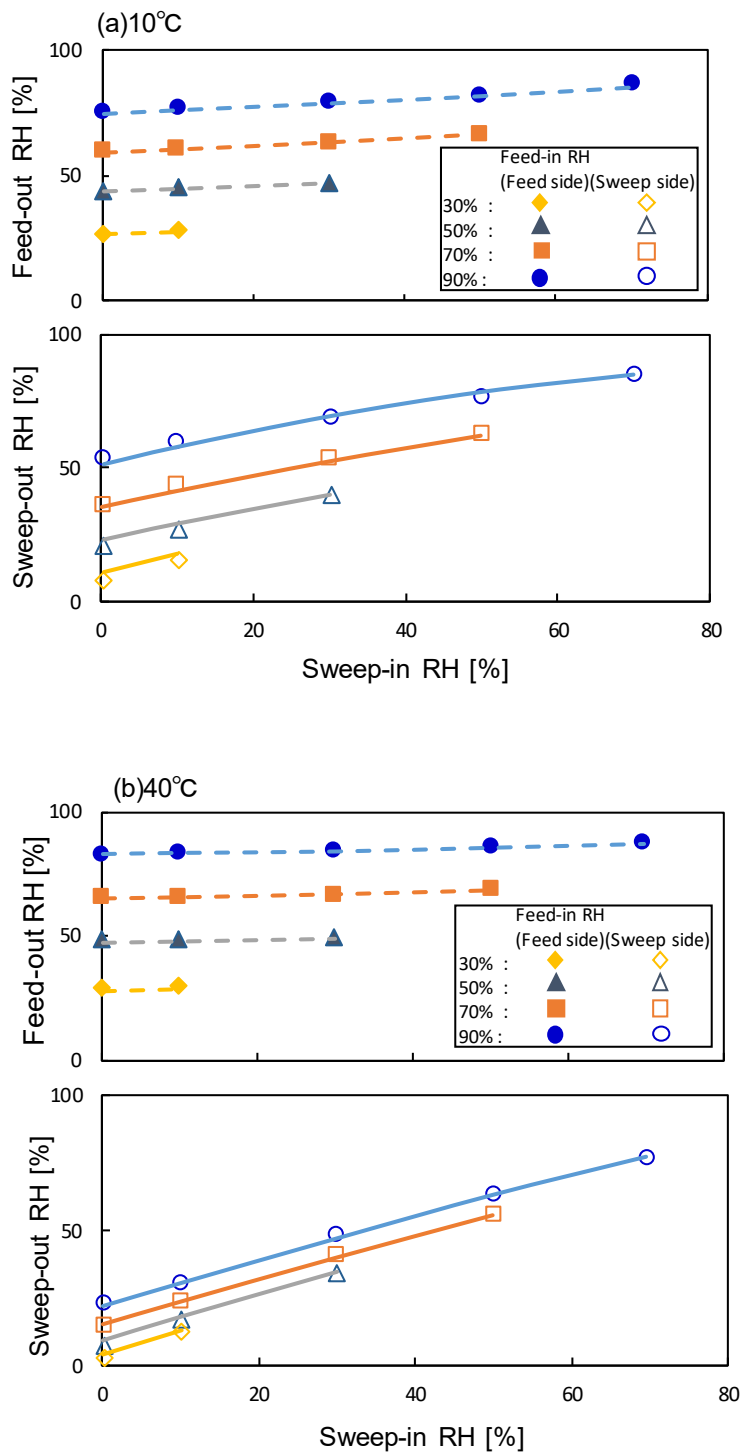 (a)10℃
100
50
0
Feed-out RH [%]
Feed-in RH
(Feed side)(Sweep side)
30% :
50% :
70% :
90% :
100
50
0
Sweep-out RH [%]
0 20 40 60 80
Sweep-in RH [%]
(b)40℃
100
50
0
Feed-out RH [%]
Feed-in RH
(Feed side)(Sweep side)
30% :
50% :
70% :
90% :
100
50
0
Sweep-out RH [%]
0 20 40 60 80
Sweep-in RH [%]